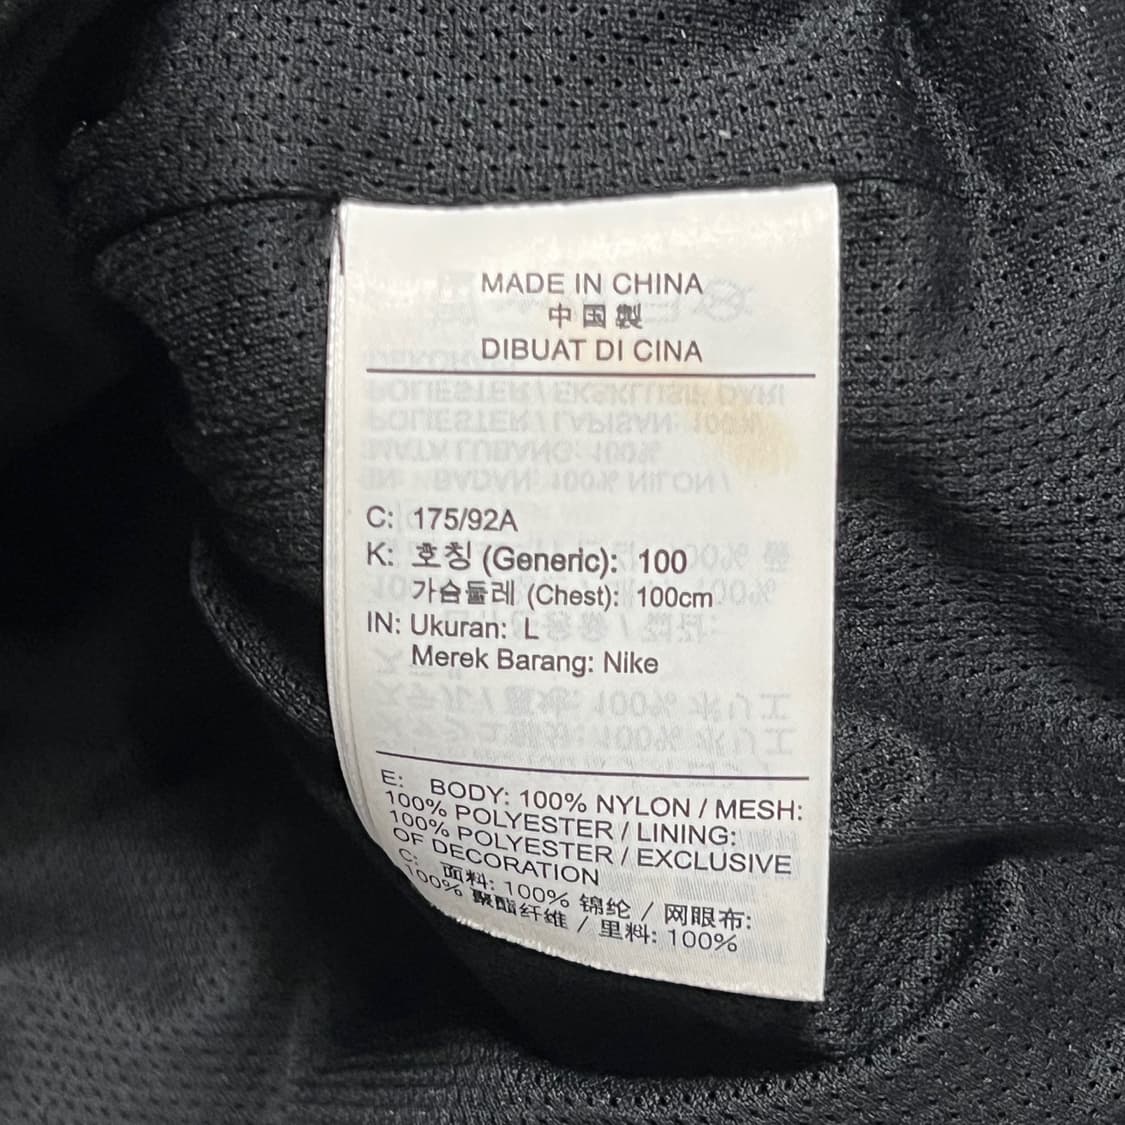 MADE IN CHINA
中国製
DIBUAT DI CINA
C: 175/92A
K: 호칭 (Generic): 100
가슴둘레 (Chest): 100cm
IN: Ukuran: L
Merek Barang: Nike
E: BODY: 100% NYLON / MESH:
100% POLYESTER / LINING:
100% POLYESTER / EXCLUSIVE
OF DECORATION
C: 面料: 100% 锦纶 / 网眼布:
100% 聚酯纤维 / 里料: 100%